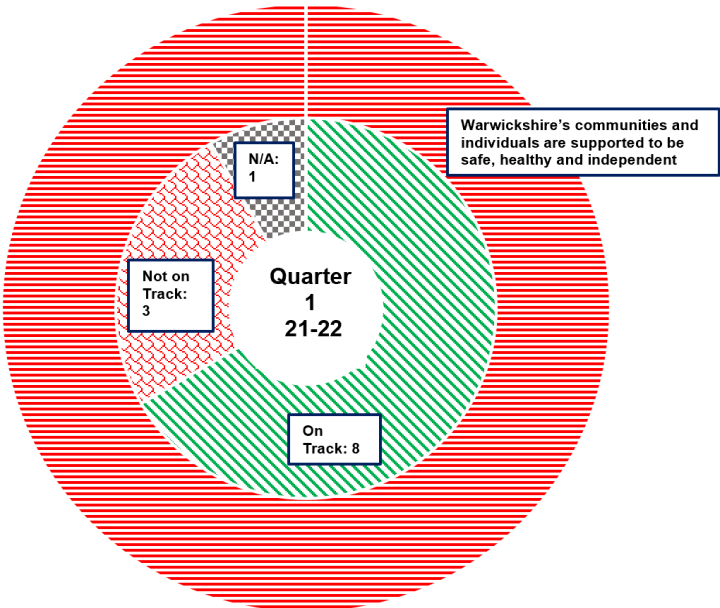 Warwickshire’s communities and
individuals are supported to be
safe, healthy and independent
N/A:
1
Not on
Track:
3
Quarter
1
21-22
On
Track: 8